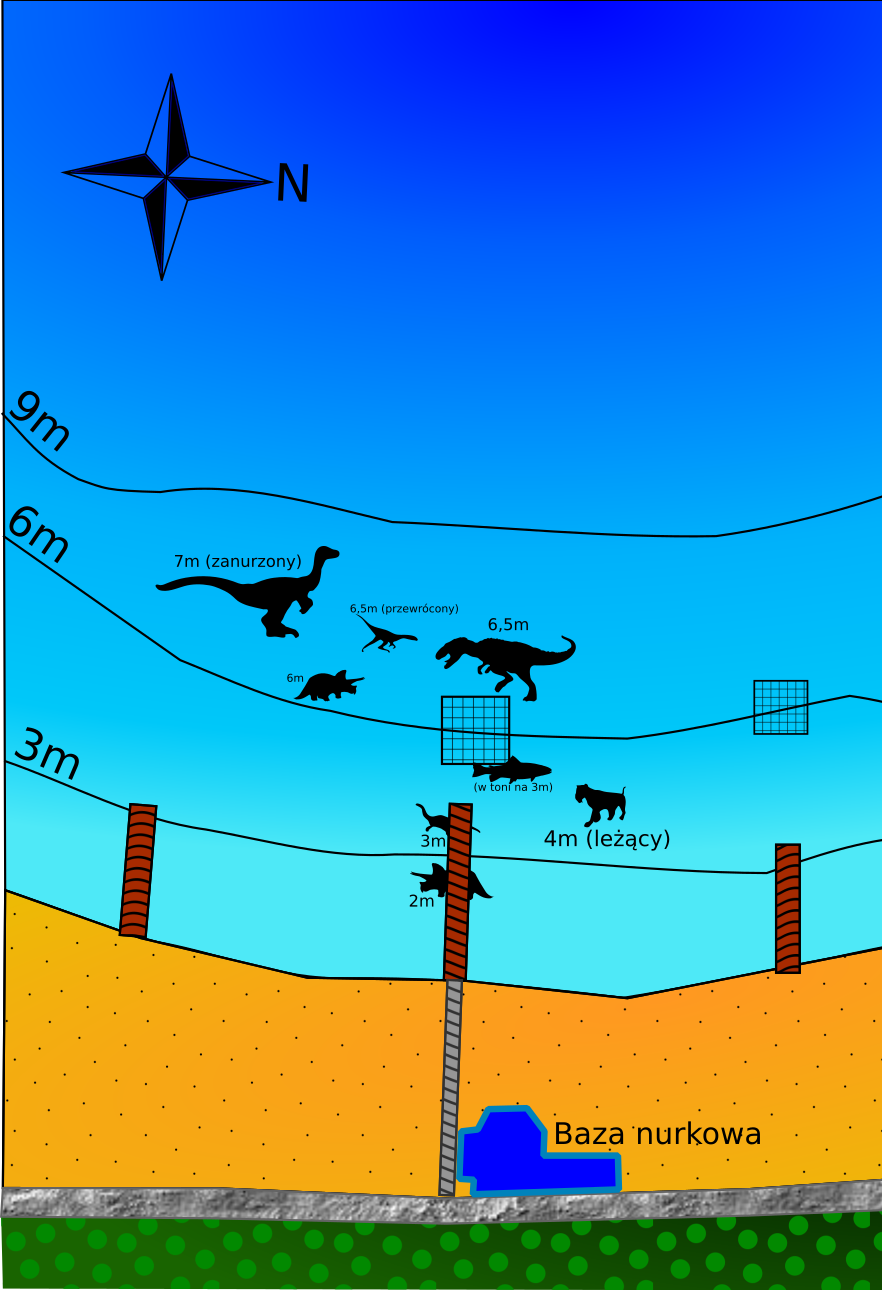 N
9m
6m
7m (zanurzony)
6,5m (przewrócony)
6,5m
6m
3m
(w toni na 3m)
4m (leżący)
3m
2m
Baza nurkowa